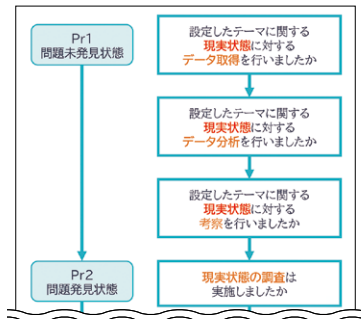 Pr1
問題未発見状態
設定したテーマに関する
現実状態に対する
データ取得を行いましたか
設定したテーマに関する
現実状態に対する
データ分析を行いましたか
設定したテーマに関する
現実状態に対する
考察を行いましたか
Pr2
問題発見状態
現実状態の調査は
実施しましたか